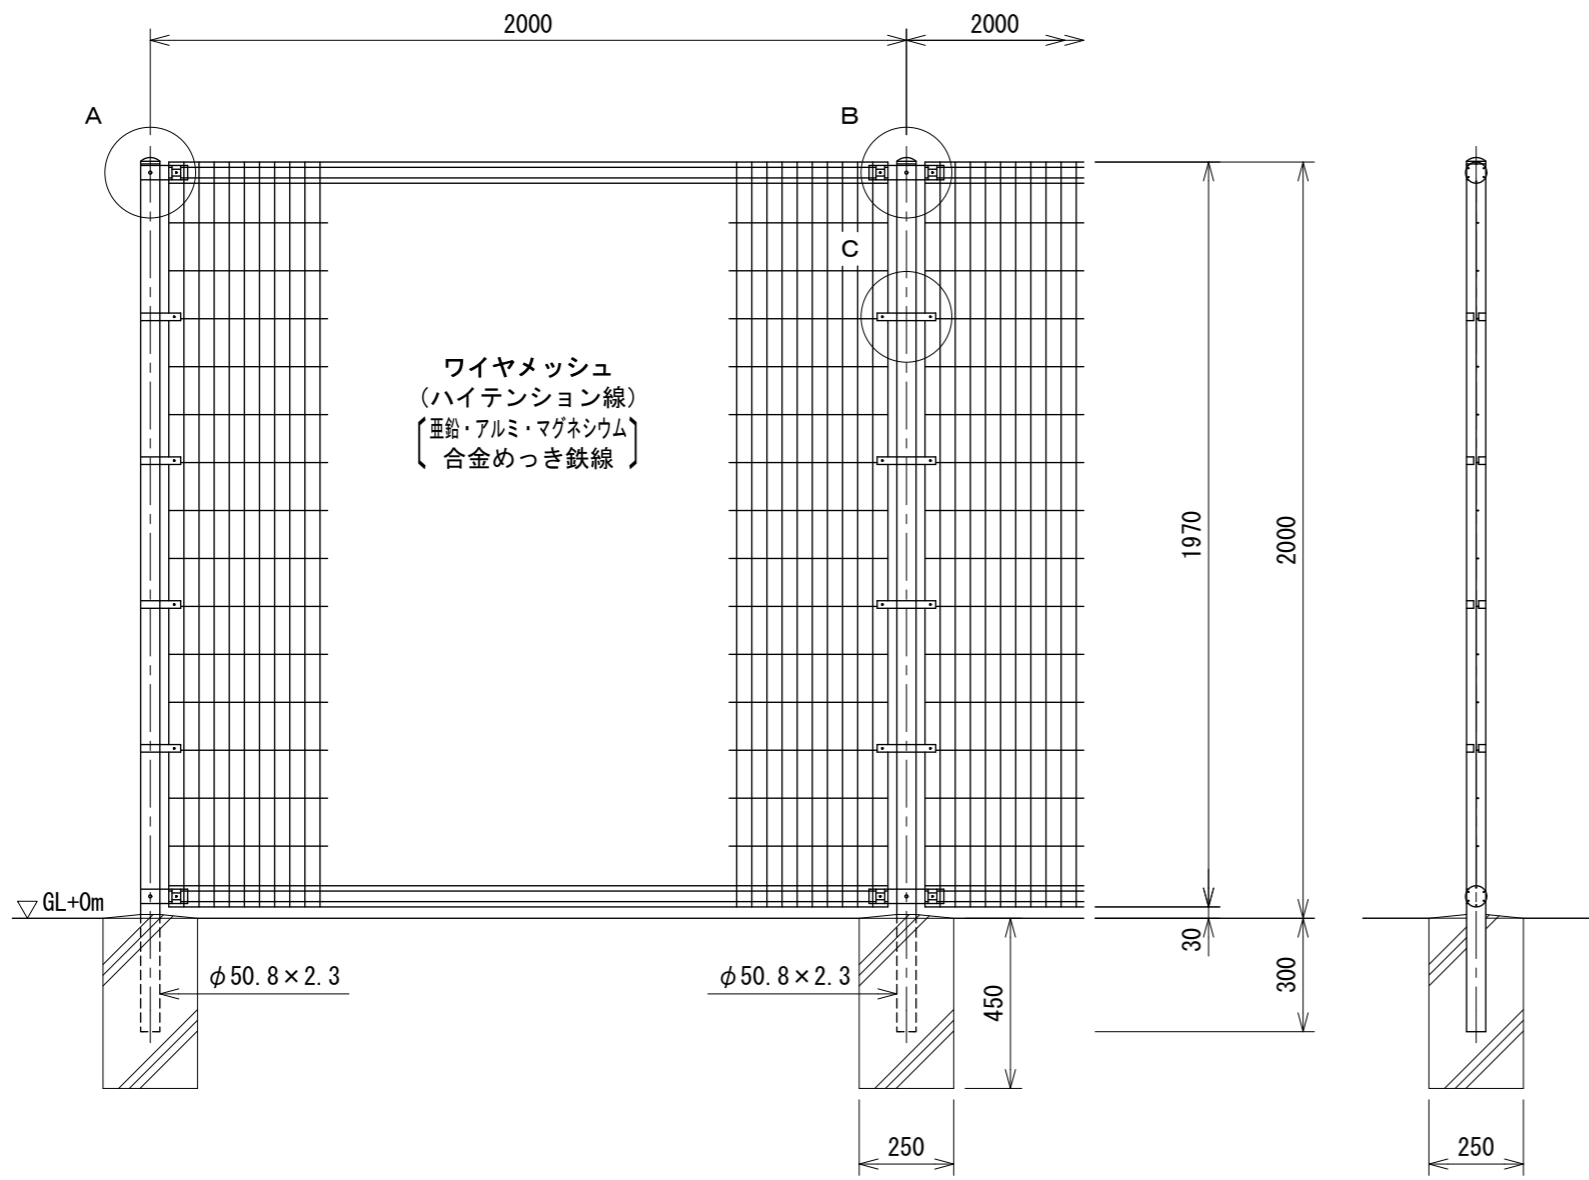 2000
2000
A
B
C
ワイヤメッシュ
（ハイテンション線）
亜鉛・アルミ・マグネシウム
合金めっき鉄線
1970
2000
GL+0m
30
300
φ50.8×2.3
φ50.8×2.3
450
250
250